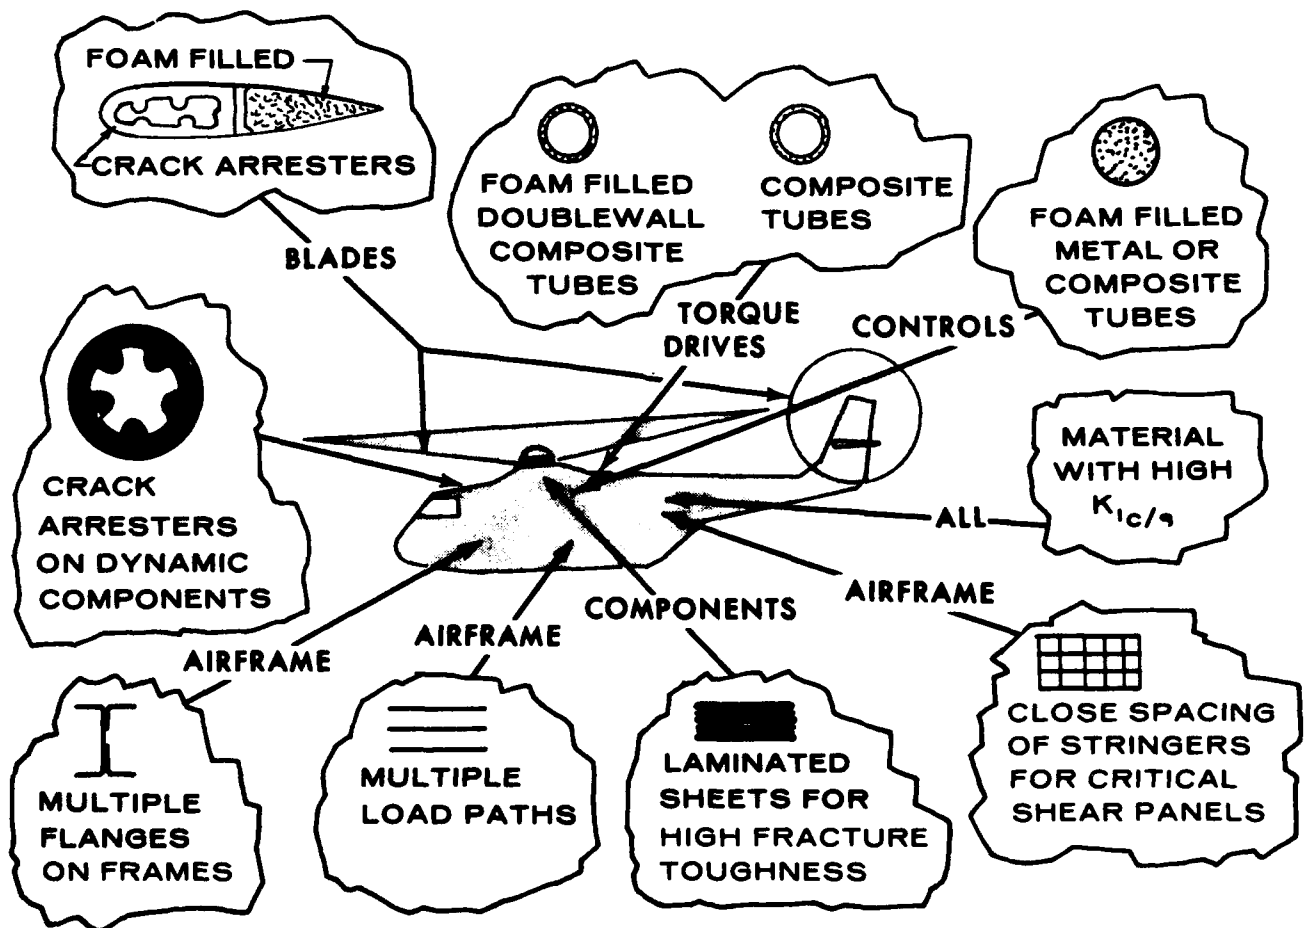 FOAM FILLED
CRACK ARRESTERS
BLADES
FOAM FILLED
DOUBLEWALL
COMPOSITE
TUBES
COMPOSITE
TUBES
TORQUE
DRIVES
FOAM FILLED
METAL OR
COMPOSITE
TUBES
CONTROLS
CRACK
ARRESTERS
ON DYNAMIC
COMPONENTS
MATERIAL
WITH HIGH
ALL
AIRFRAME
CLOSE SPACING
OF STRINGERS
FOR CRITICAL
SHEAR PANELS
COMPONENTS
LAMINATED
SHEETS FOR
HIGH FRACTURE
TOUGHNESS
AIRFRAME
MULTIPLE
LOAD PATHS
AIRFRAME
MULTIPLE
FLANGES
ON FRAMES